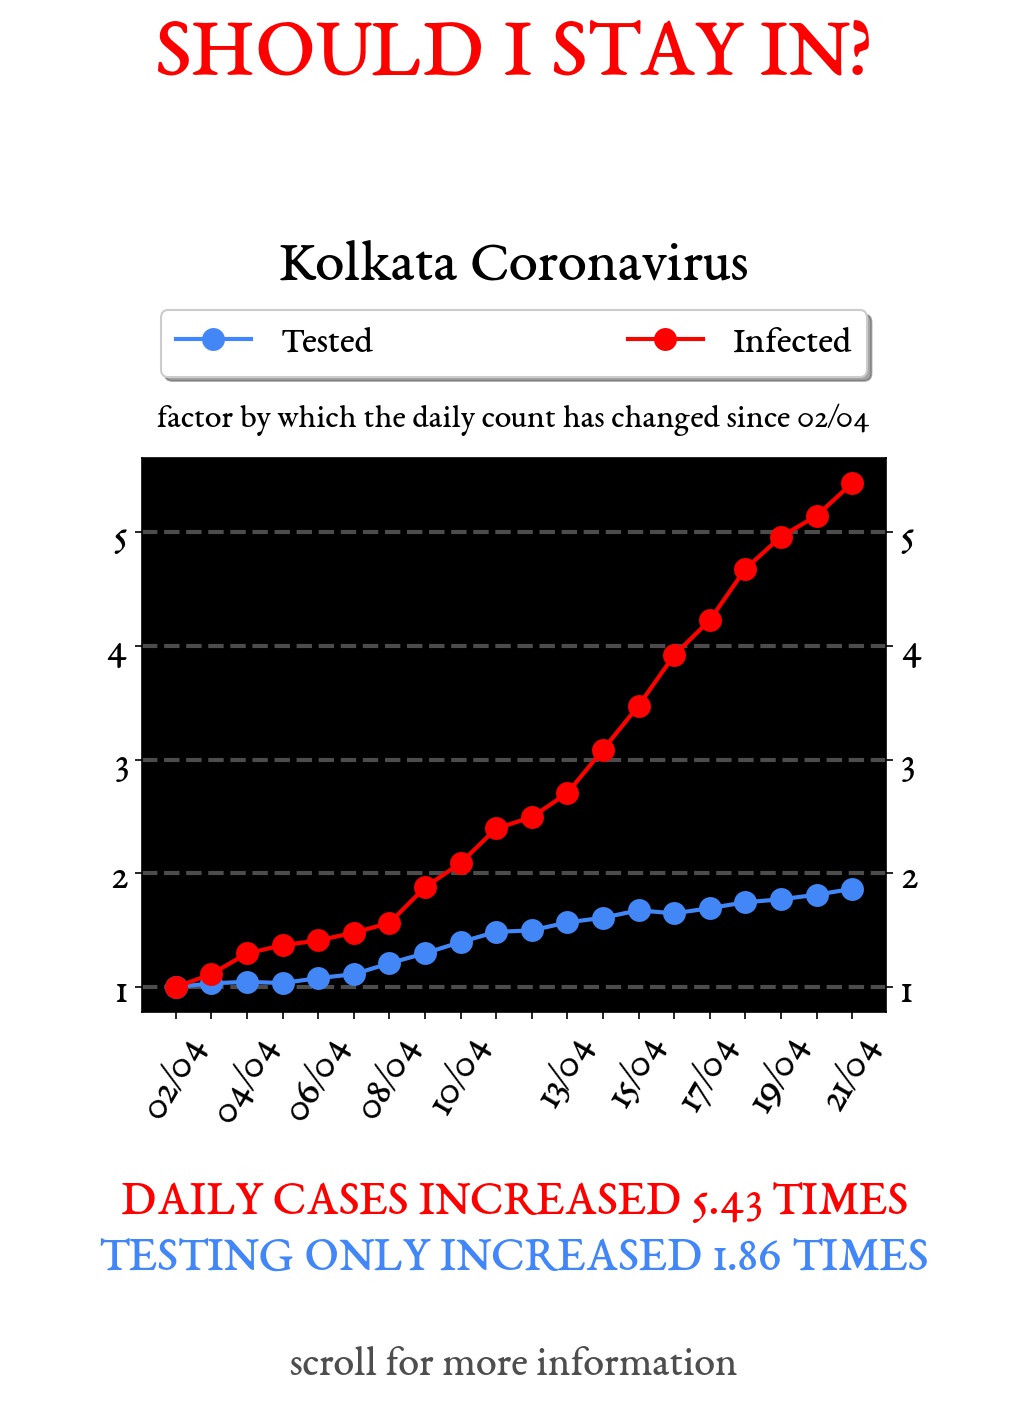 SHOULD I STAY IN?
Kolkata Coronavirus
Tested Infected
factor by which the daily count has changed since 02/04
5 5
4 4
3 3
2 2
1 1
02/04 04/04 06/04 08/04 10/04 13/04 15/04 17/04 19/04 21/04
DAILY CASES INCREASED 5.43 TIMES
TESTING ONLY INCREASED 1.86 TIMES
scroll for more information